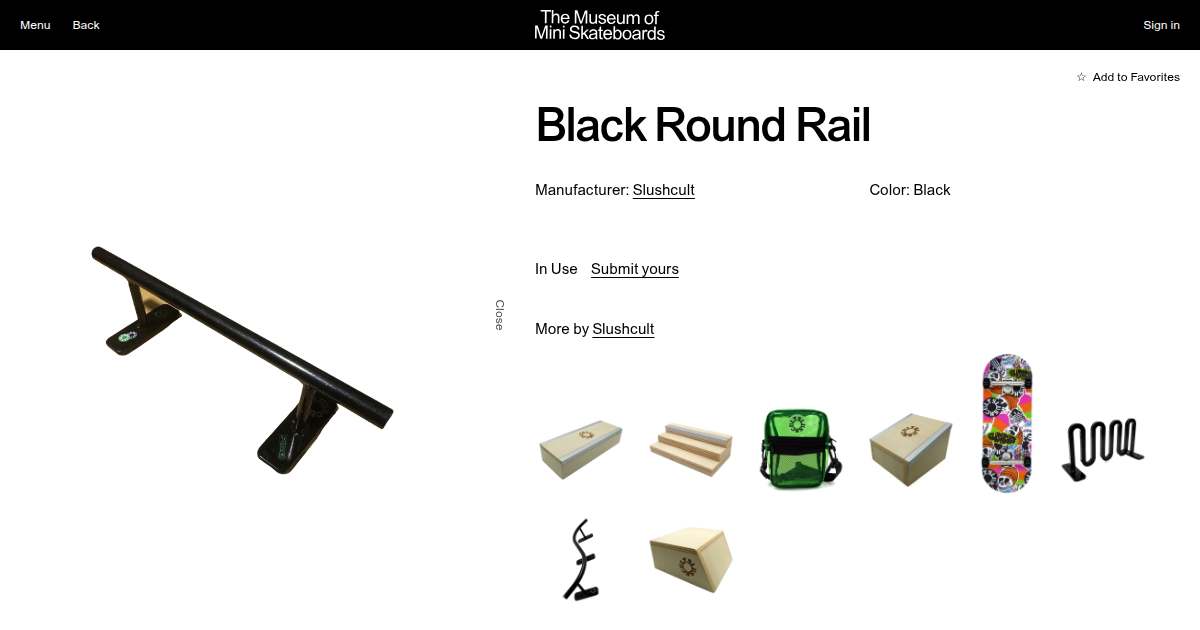 Menu
Back
The Museum of
Mini Skateboards
Sign in
☆ Add to Favorites
Black Round Rail
Manufacturer: Slushcult
Color: Black
In Use
Submit yours
Close
More by Slushcult